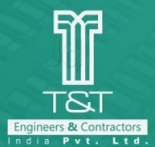 T&T
Engineers & Contractors
India Pvt. Ltd.